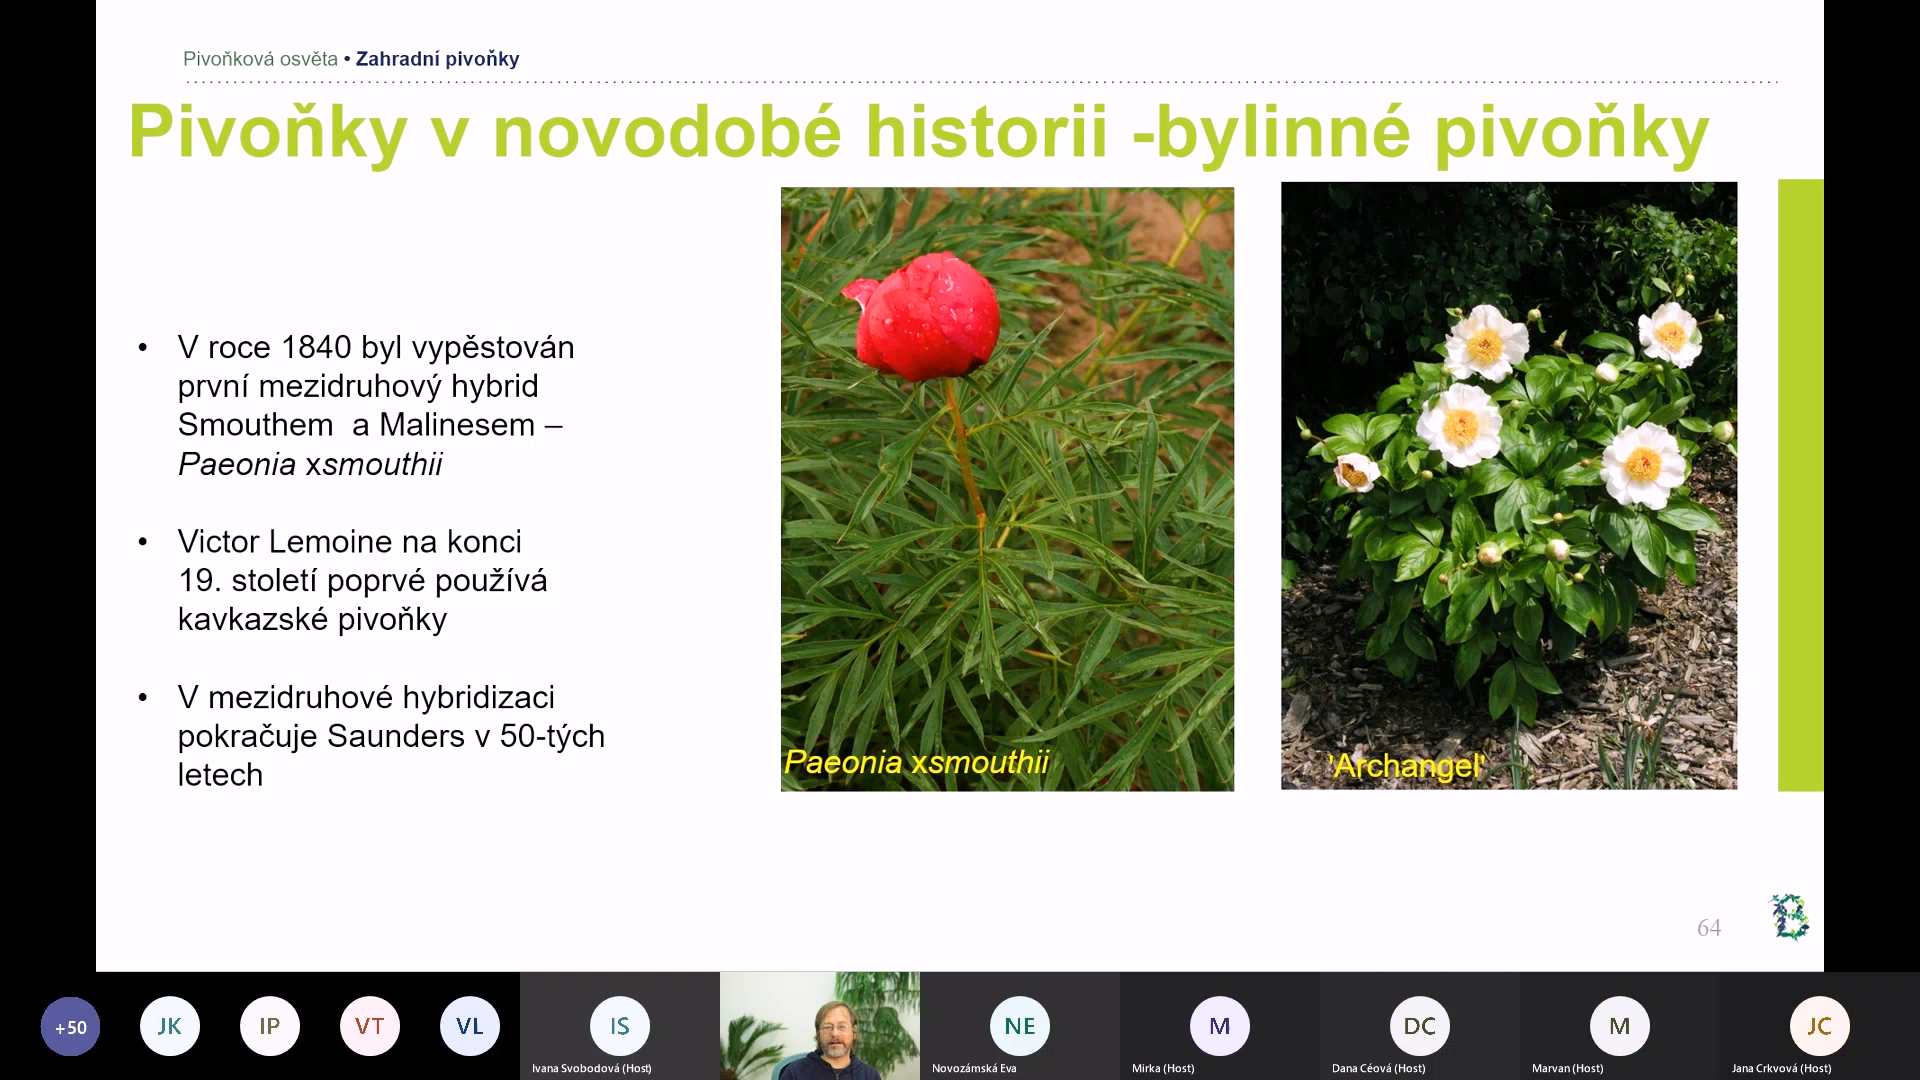 Pivoňková osvěta • Zahradní pivoňky
Pivoňky v novodobé historii -bylinné pivoňky
• V roce 1840 byl vypěstován
první mezidruhový hybrid
Smouthem a Malinesem –
Paeonia xsmouthii
• Victor Lemoine na konci
19. století poprvé používá
kavkazské pivoňky
• V mezidruhové hybridizaci
pokračuje Saunders v 50-tých
letech
Paeonia xsmouthii
'Archangel'
64
B
+50
JK
IP
VT
VL
IS
Ivana Svobodová (Host)
NE
Novozámská Eva
M
Mirka (Host)
DC
Dana Céová (Host)
M
Marvan (Host)
JC
Jana Crkvová (Host)